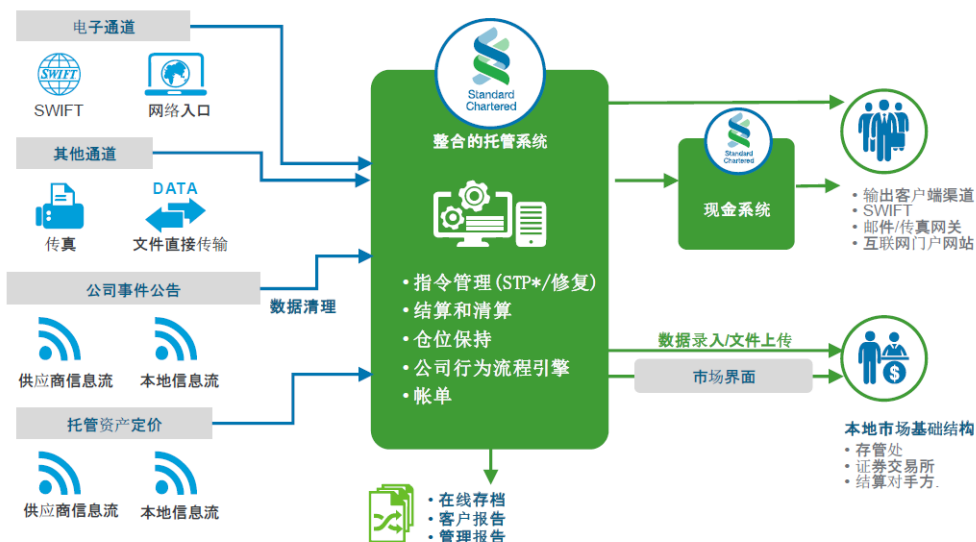 电子通道
SWIFT
SWIFT
网络入口
其他通道
DATA
传真
文件直接传输
公司事件公告
数据清理
供应商信息流
本地信息流
托管资产定价
供应商信息流
本地信息流
Standard
Chartered
整合的托管系统
• 指令管理(STP*/修复)
• 结算和清算
• 仓位保持
• 公司行为流程引擎
• 帐单
• 在线存档
• 客户报告
• 管理报告
Standard
Chartered
现金系统
• 输出客户端渠道
• SWIFT
• 邮件/传真网关
• 互联网门户网站
数据录入/文件上传
市场界面
$
本地市场基础结构
• 存管处
• 证券交易所
• 结算对手方.